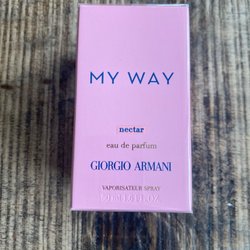 MY WAY
nectar
eau de parfum
GIORGIO ARMANI
VAPORISATEUR SPRAY